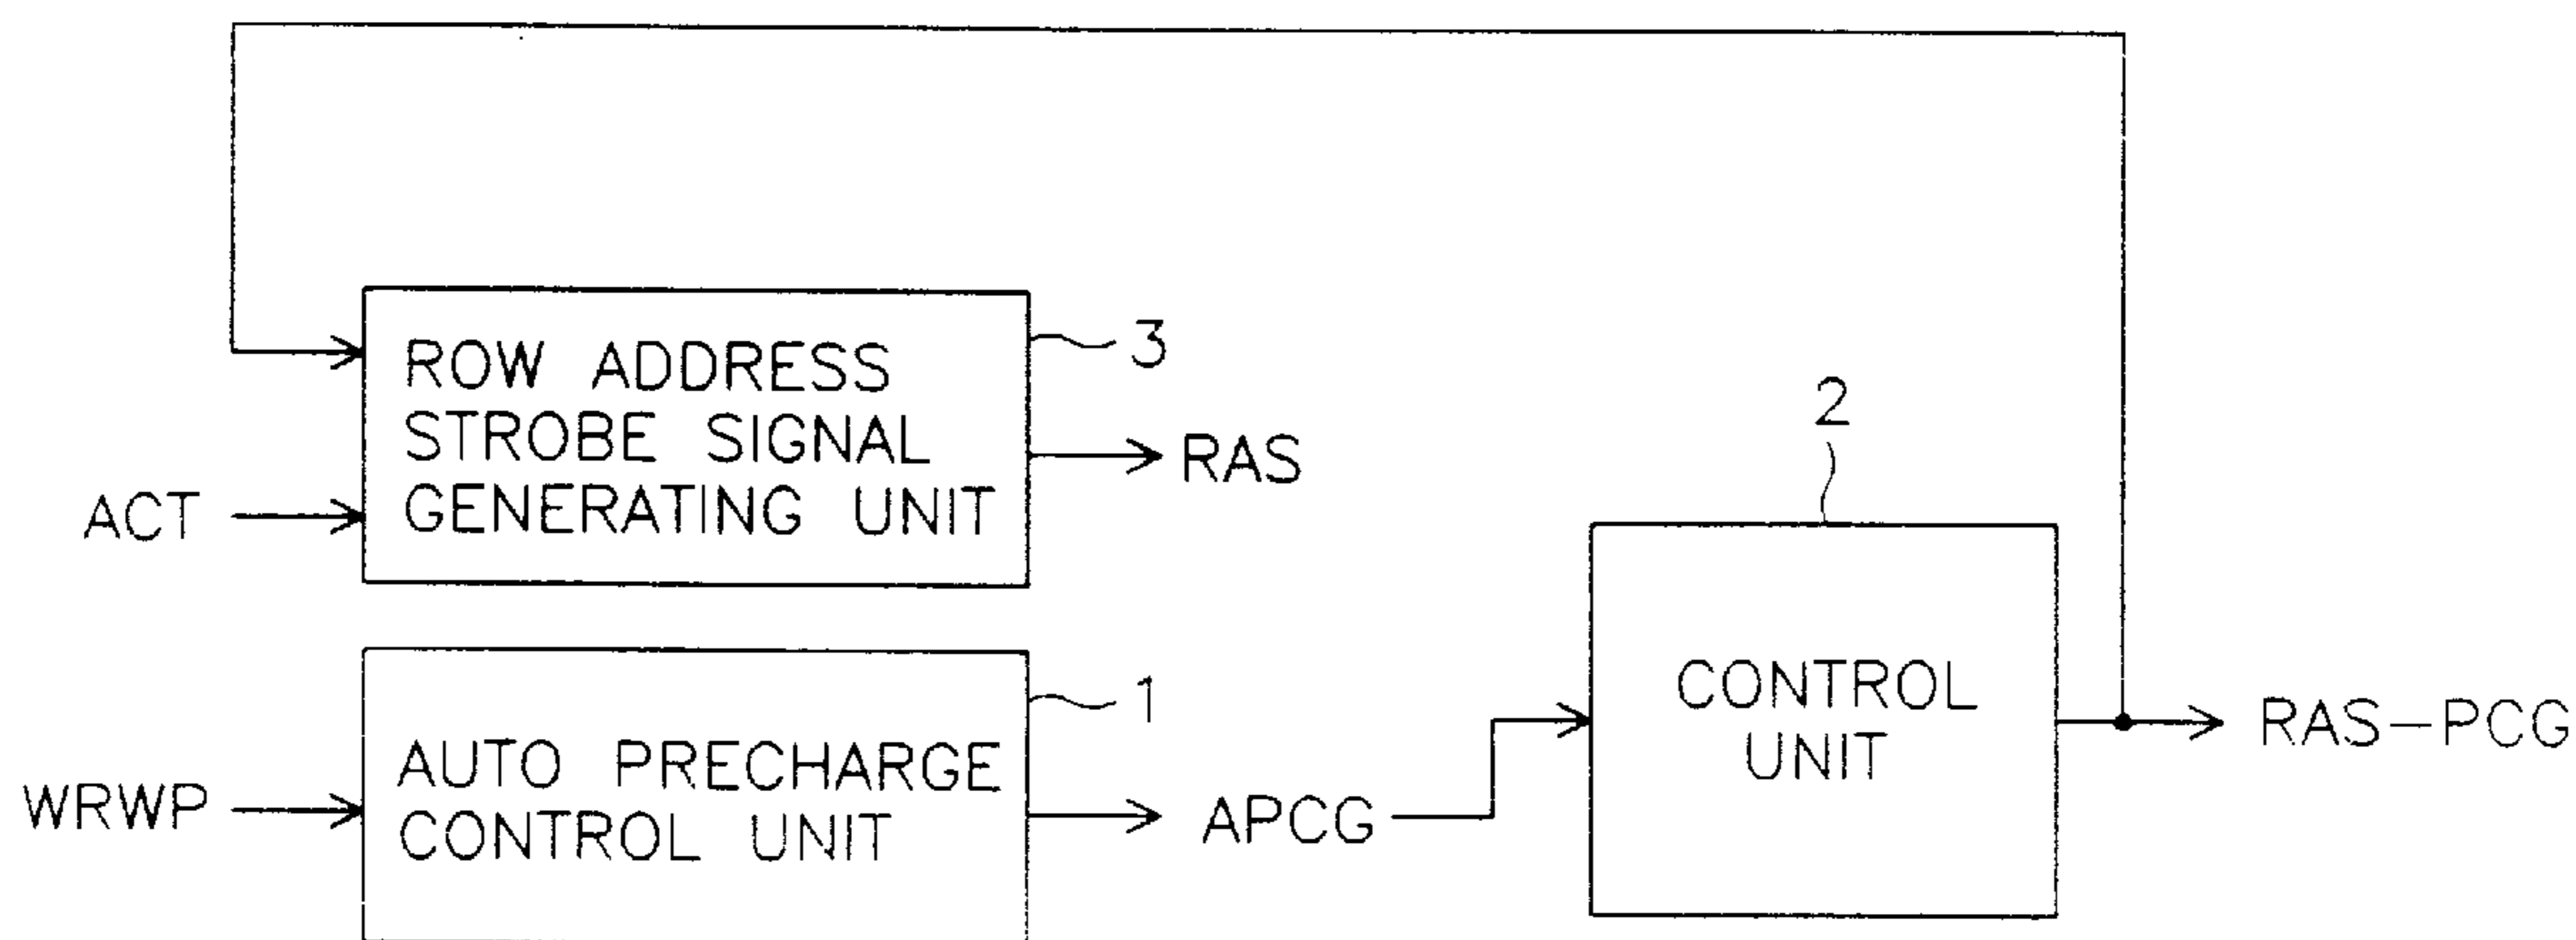 ROW ADDRESS
STROBE SIGNAL
GENERATING UNIT
3
ACT
RAS
2
CONTROL
UNIT
RAS-PCG
1
AUTO PRECHARGE
CONTROL UNIT
WRWP
APCG